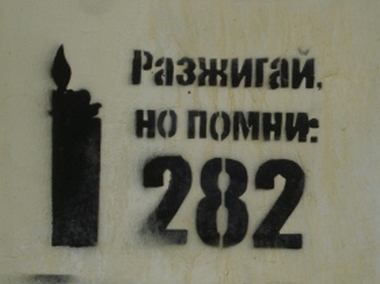 Разжигай,
но помни:
282